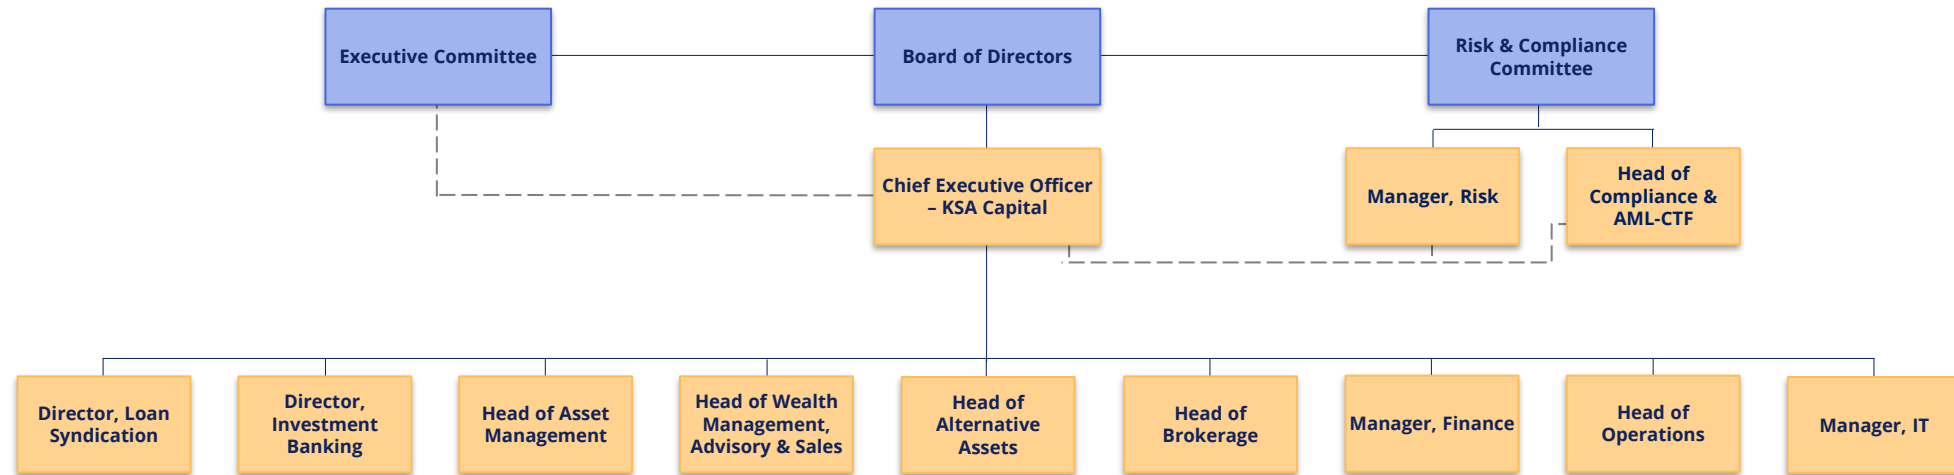 Executive Committee
Board of Directors
Risk & Compliance
Committee
Chief Executive Officer
– KSA Capital
Manager, Risk
Head of
Compliance &
AML-CTF
Director, Loan
Syndication
Director,
Investment
Banking
Head of Asset
Management
Head of Wealth
Management,
Advisory & Sales
Head of
Alternative
Assets
Head of
Brokerage
Manager, Finance
Head of
Operations
Manager, IT